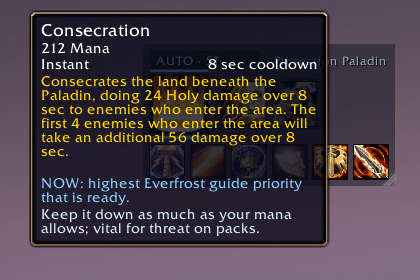 Consecration
212 Mana
Instant 8 sec cooldown
Consecrates the land beneath the
Paladin, doing 24 Holy damage over 8
sec to enemies who enter the area. The
first 4 enemies who enter the area will
take an additional 56 damage over 8
sec.
NOW: highest Everfrost guide priority
that is ready.
Keep it down as much as your mana
allows; vital for threat on packs.
AUTO
on Paladin